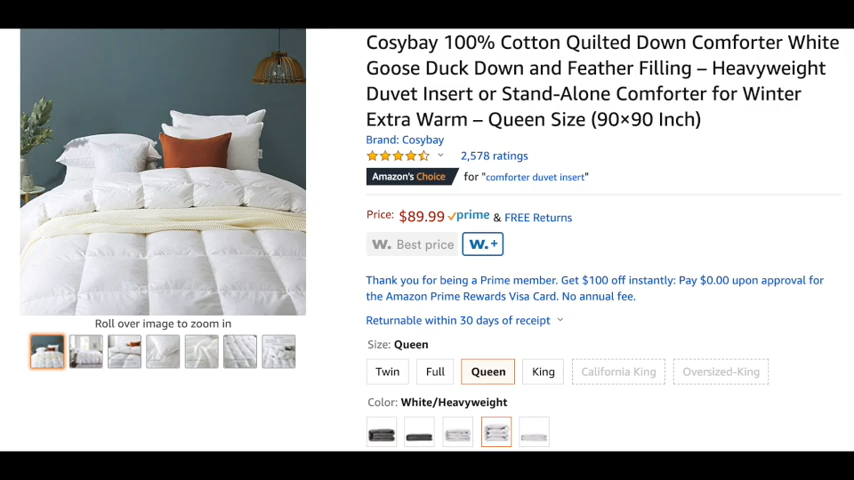 Cosybay 100% Cotton Quilted Down Comforter White
Goose Duck Down and Feather Filling – Heavyweight
Duvet Insert or Stand-Alone Comforter for Winter
Extra Warm – Queen Size (90×90 Inch)
Brand: Cosybay
2,578 ratings
Amazon's Choice for "comforter duvet insert"
Price: $89.99 prime & FREE Returns
W. Best price W.+
Thank you for being a Prime member. Get $100 off instantly: Pay $0.00 upon approval for
the Amazon Prime Rewards Visa Card. No annual fee.
Returnable within 30 days of receipt
Roll over image to zoom in
Size: Queen
Twin Full Queen King California King Oversized-King
Color: White/Heavyweight